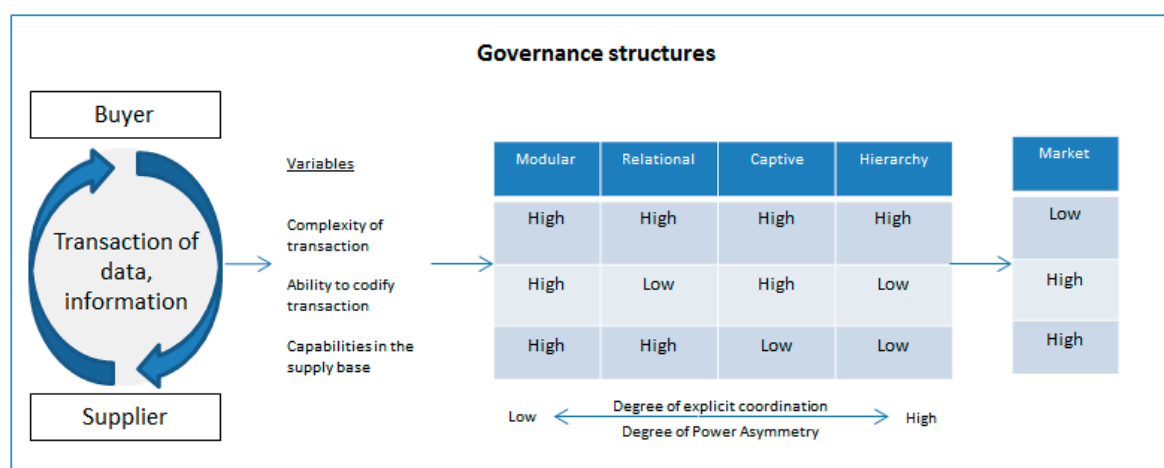 Governance structures
Buyer
Transaction of
data,
information
Supplier
Variables
Complexity of
transaction
Ability to codify
transaction
Capabilities in the
supply base
Modular Relational Captive Hierarchy
High High High High
High Low High Low
High High Low Low
Low Degree of explicit coordination High
Degree of Power Asymmetry
Market
Low
High
High